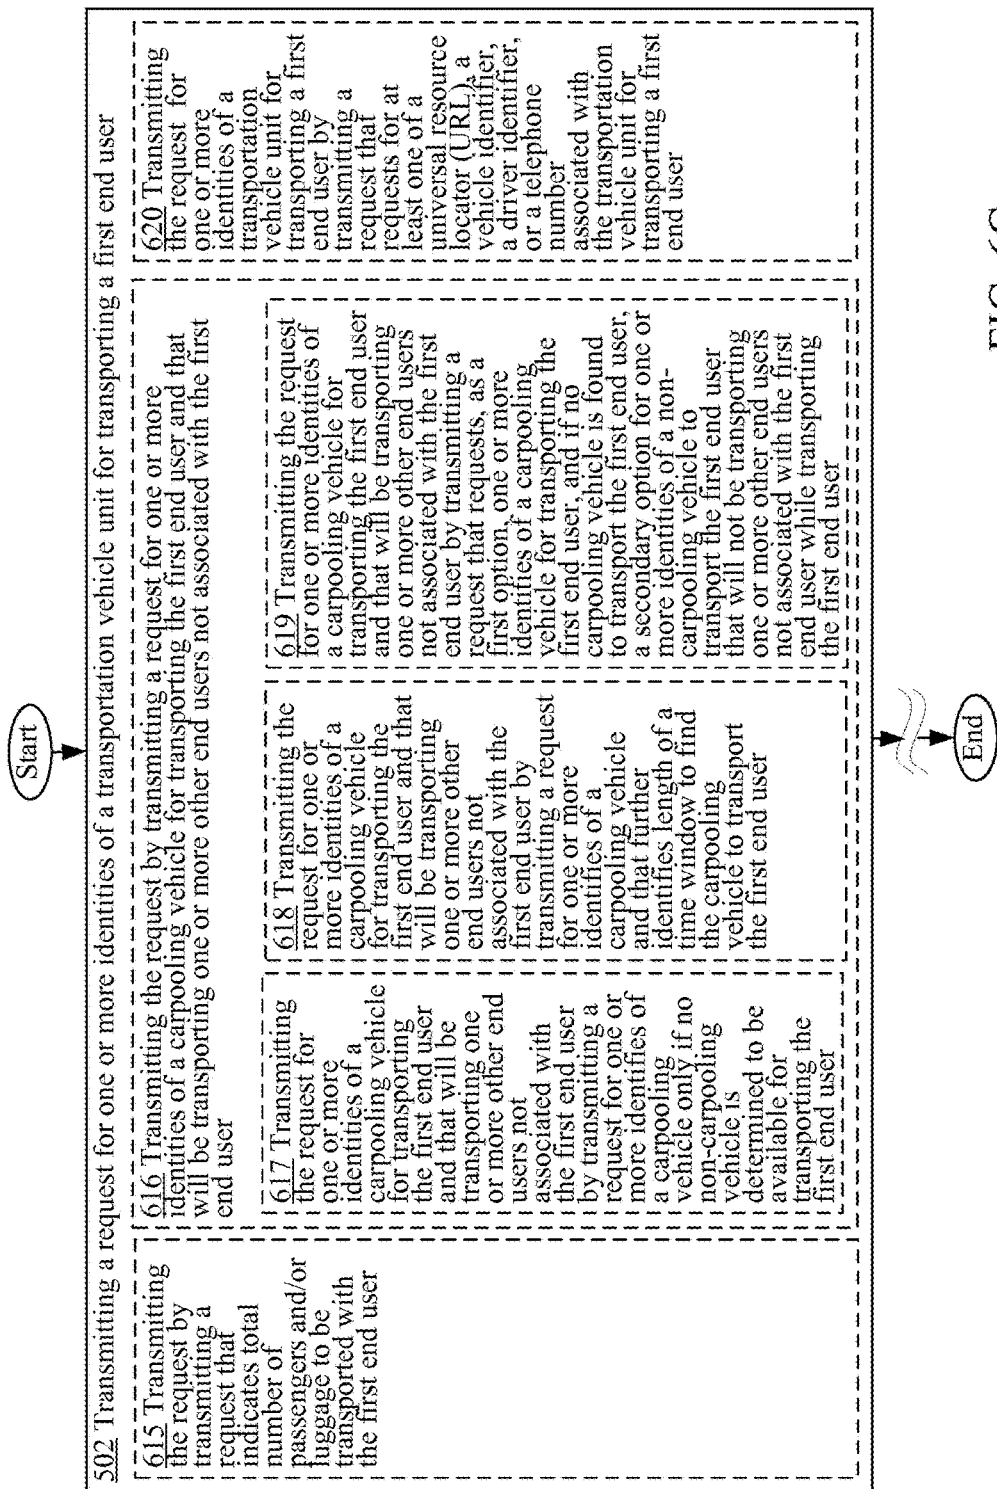 Start
502 Transmitting a request for one or more identities of a transportation vehicle unit for transporting a first end user
615 Transmitting
the request by
transmitting a
request that
indicates total
number of
passengers and/or
luggage to be
transported with
the first end user
616 Transmitting the request by transmitting a request for one or more
identities of a carpooling vehicle for transporting the first end user and that
will be transporting one or more other end users not associated with the first
end user
617 Transmitting
the request for
one or more
identities of a
carpooling vehicle
for transporting
the first end user
and that will be
transporting one
or more other end
users not
associated with
the first end user
by transmitting a
request for one or
more identifies of
a carpooling
vehicle only if no
non-carpooling
vehicle is
determined to be
available for
transporting the
first end user
618 Transmitting the
request for one or
more identities of a
carpooling vehicle
for transporting the
first end user and that
will be transporting
one or more other
end users not
associated with the
first end user by
transmitting a request
for one or more
identifies of a
carpooling vehicle
and that further
identifies length of a
time window to find
the carpooling
vehicle to transport
the first end user
619 Transmitting the request
for one or more identities of
a carpooling vehicle for
transporting the first end user
and that will be transporting
one or more other end users
not associated with the first
end user by transmitting a
request that requests, as a
first option, one or more
identifies of a carpooling
vehicle for transporting the
first end user, and if no
carpooling vehicle is found
to transport the first end user,
a secondary option for one or
more identities of a non-
carpooling vehicle to
transport the first end user
that will not be transporting
one or more other end users
not associated with the first
end user while transporting
the first end user
620 Transmitting
the request for
one or more
identities of a
transportation
vehicle unit for
transporting a first
end user by
transmitting a
request that
requests for at
least one of a
universal resource
locator (URL), a
vehicle identifier,
a driver identifier,
or a telephone
number
associated with
the transportation
vehicle unit for
transporting a first
end user
End